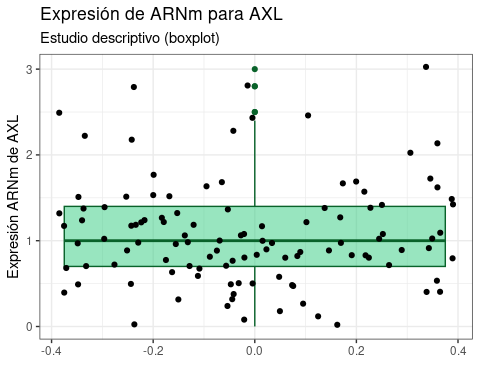 Expresión de ARNm para AXL
Estudio descriptivo (boxplot)
Expresión ARNm de AXL
3
2
1
0
-0.4 -0.2 0.0 0.2 0.4